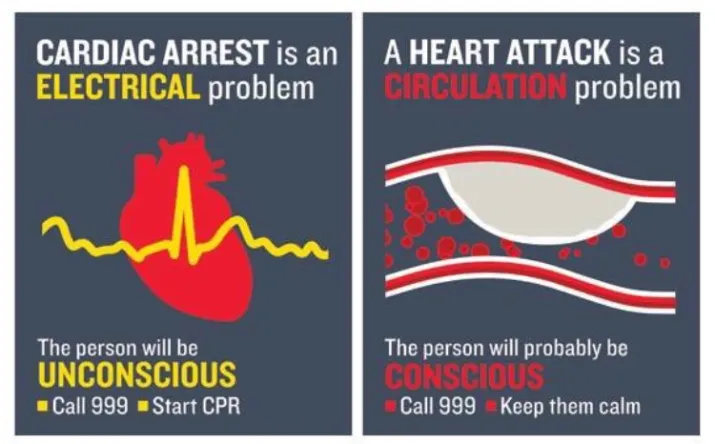 CARDIAC ARREST is an
ELECTRICAL problem
The person will be
UNCONSCIOUS
■ Call 999 ■ Start CPR
A HEART ATTACK is a
CIRCULATION problem
The person will probably be
CONSCIOUS
■ Call 999 ■ Keep them calm